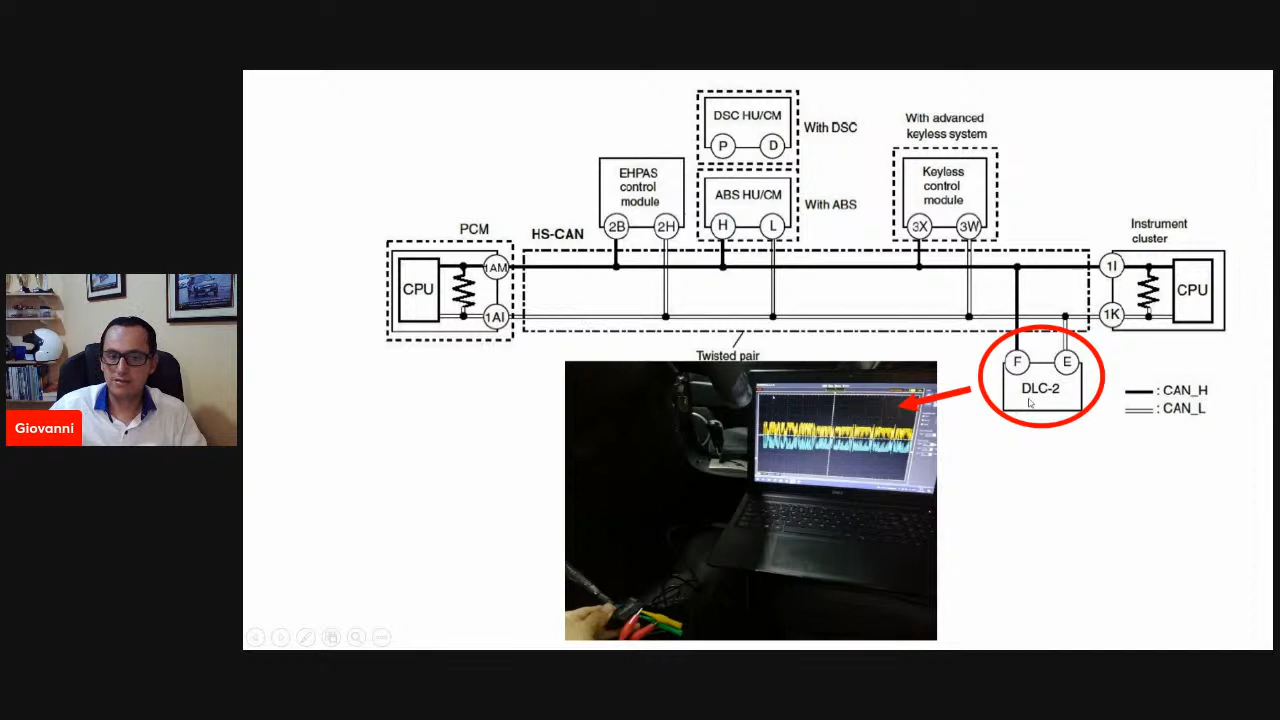 DSC HU/CM
P
D
With DSC
With advanced
keyless system
EHPAS
control
module
2B
2H
ABS HU/CM
H
L
With ABS
Keyless
control
module
3X
3W
PCM
HS-CAN
Instrument
cluster
CPU
1AM
1AI
1I
1K
CPU
Twisted pair
F
E
DLC-2
: CAN_H
: CAN_L
Giovanni